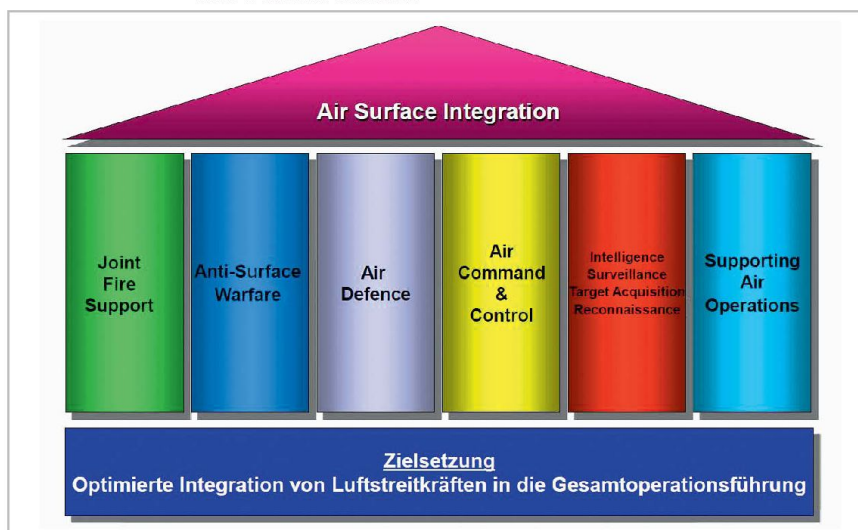 Air Surface Integration
Joint
Fire
Support
Anti-Surface
Warfare
Air
Defence
Air
Command
&
Control
Intelligence
Surveillance
Target Acquisition
Reconnaissance
Supporting
Air
Operations
Zielsetzung
Optimierte Integration von Luftstreitkräften in die Gesamtoperationsführung